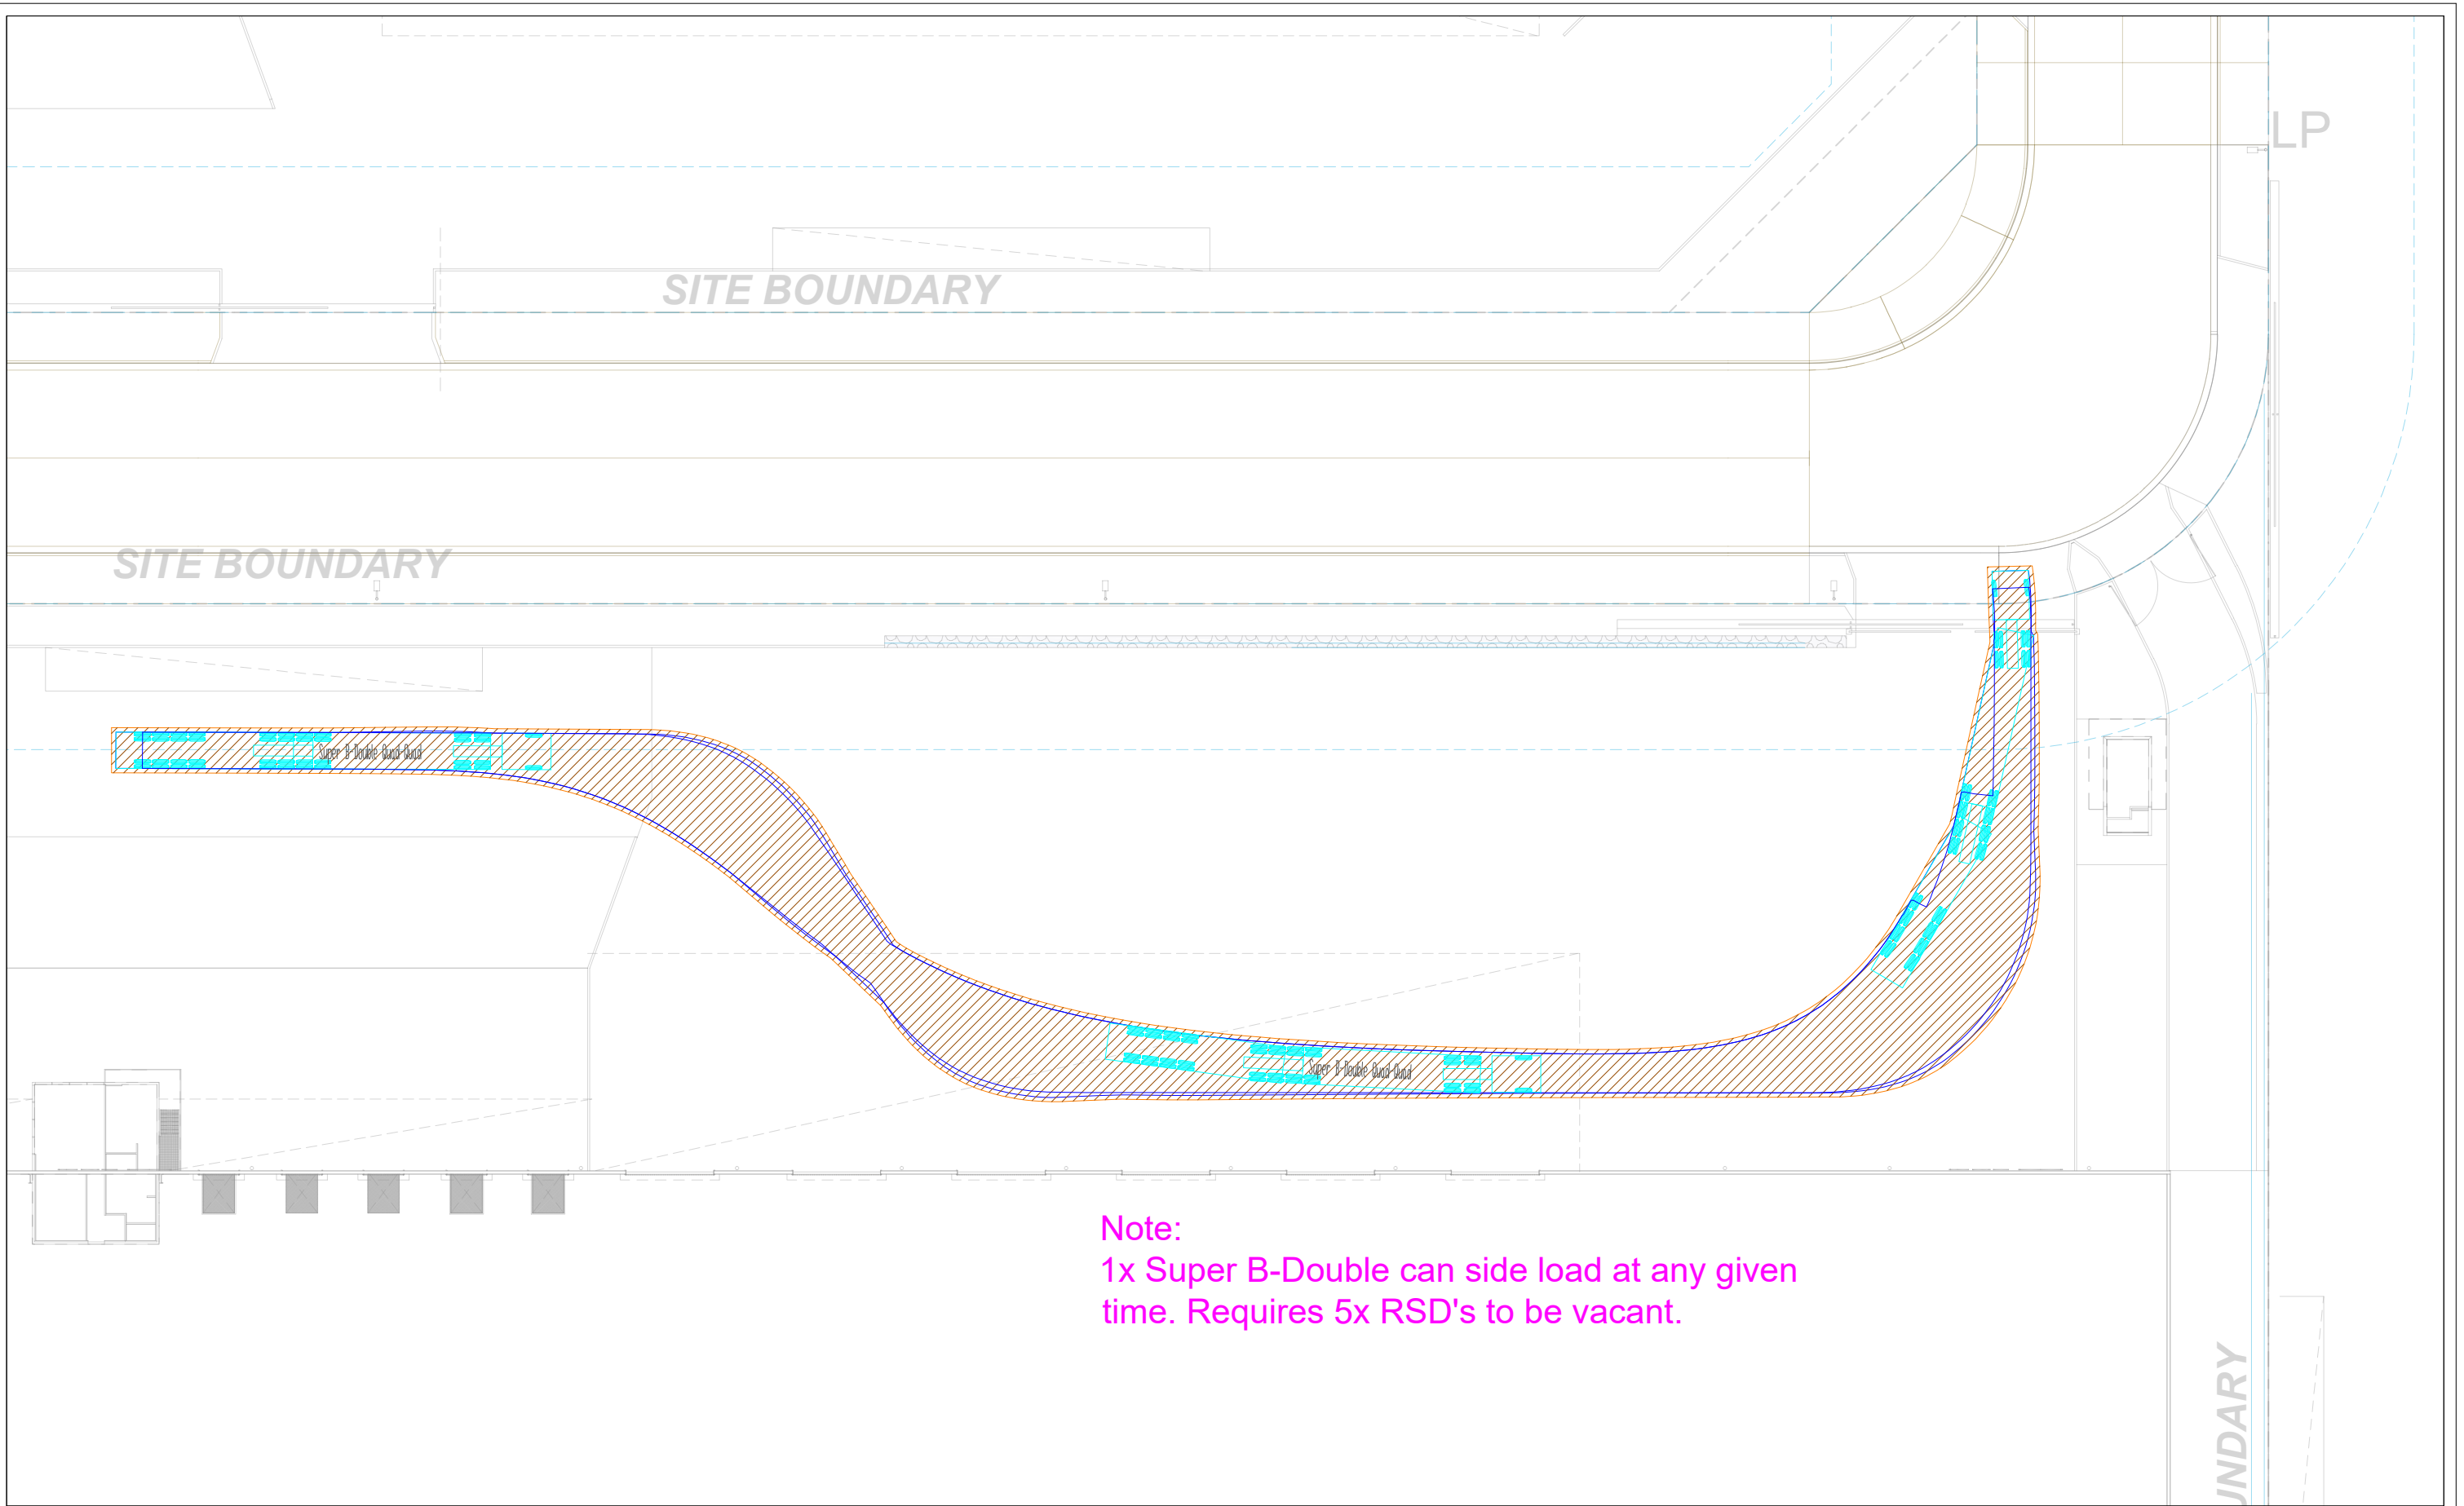 LP
SITE BOUNDARY
SITE BOUNDARY
Super B-Double Quad-Quad
Super B-Double Quad-Quad
Note:
1x Super B-Double can side load at any given
time. Requires 5x RSD's to be vacant.
UNDARY